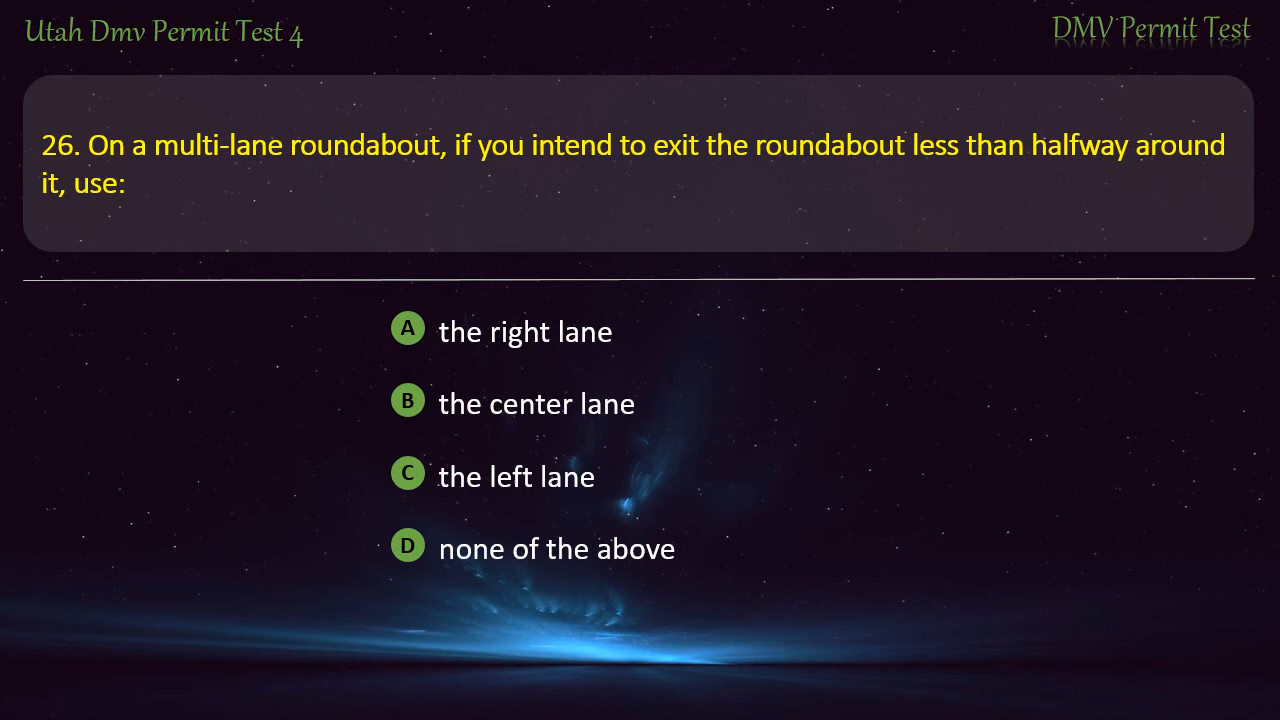 Utah Dmv Permit Test 4
DMV Permit Test
26. On a multi-lane roundabout, if you intend to exit the roundabout less than halfway around
it, use:
A the right lane
B the center lane
C the left lane
D none of the above